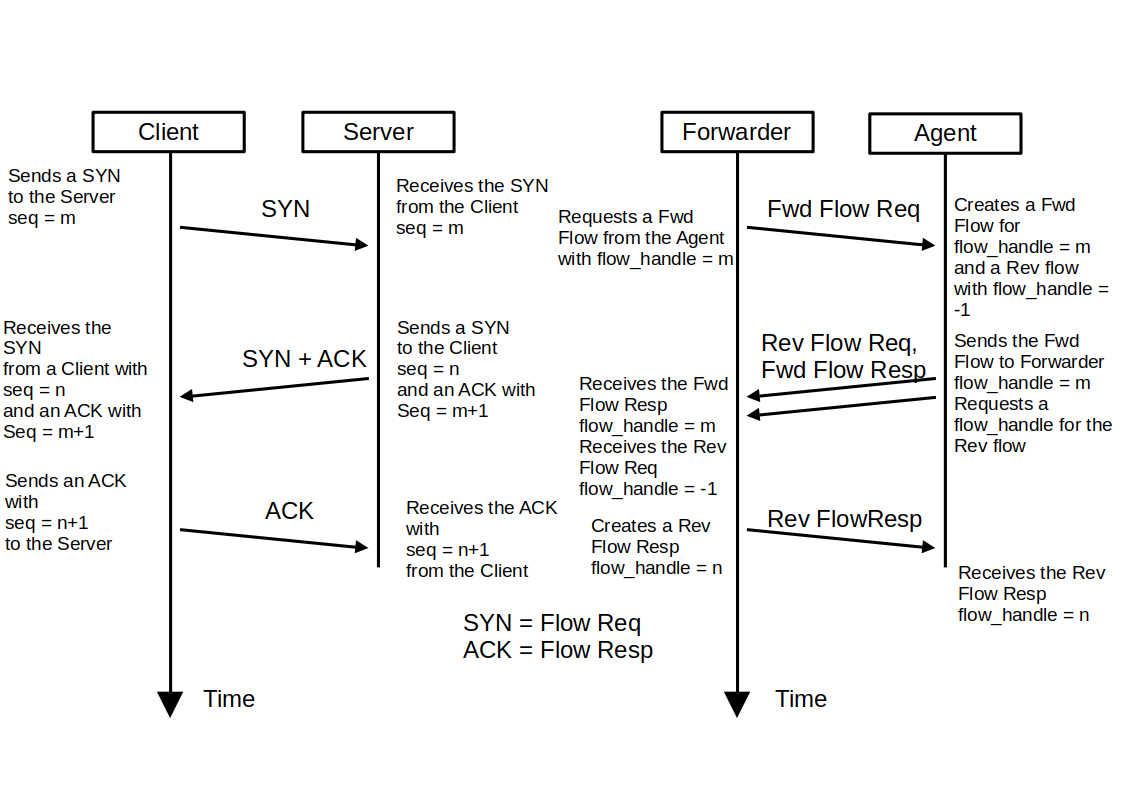 Client
Server
Forwarder
Agent
Sends a SYN
to the Server
seq = m
SYN
Receives the SYN
from the Client
seq = m
Requests a Fwd
Flow from the Agent
with flow_handle = m
Fwd Flow Req
Creates a Fwd
Flow for
flow_handle = m
and a Rev flow
with flow_handle =
-1
Receives the
SYN
from a Client with
seq = n
and an ACK with
Seq = m+1
SYN + ACK
Sends a SYN
to the Client
seq = n
and an ACK with
Seq = m+1
Receives the Fwd
Flow Resp
flow_handle = m
Receives the Rev
Flow Req
flow_handle = -1
Rev Flow Req,
Fwd Flow Resp
Sends the Fwd
Flow to Forwarder
flow_handle = m
Requests a
flow_handle for the
Rev flow
Sends an ACK
with
seq = n+1
to the Server
ACK
Receives the ACK
with
seq = n+1
from the Client
Creates a Rev
Flow Resp
flow_handle = n
Rev FlowResp
Receives the Rev
Flow Resp
flow_handle = n
SYN = Flow Req
ACK = Flow Resp
Time
Time